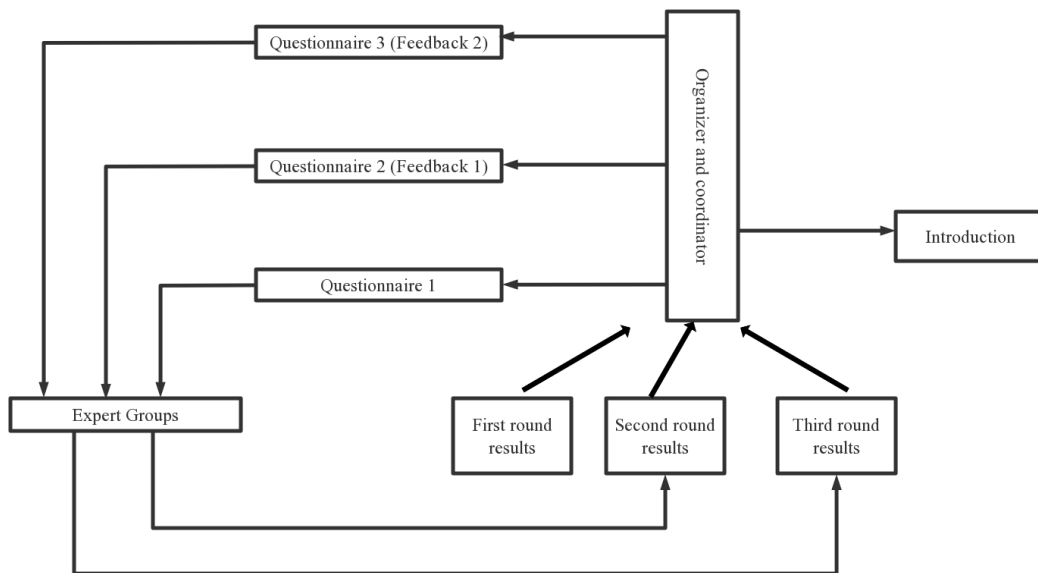 Questionnaire 3 (Feedback 2)
Organizer and coordinator
Questionnaire 2 (Feedback 1)
Introduction
Questionnaire 1
Expert Groups
First round
results
Second round
results
Third round
results